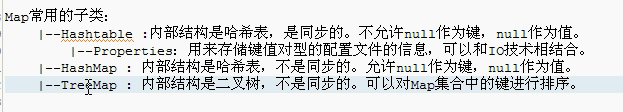 Map常用的子类:
|--Hashtable :内部结构是哈希表，是同步的。不允许null作为键，null作为值。
|--Properties: 用来存储键值对型的配置文件的信息，可以和IO技术相结合。
|--HashMap : 内部结构是哈希表，不是同步的。允许null作为键，null作为值。
|--TreeMap : 内部结构是二叉树，不是同步的。可以对Map集合中的键进行排序。